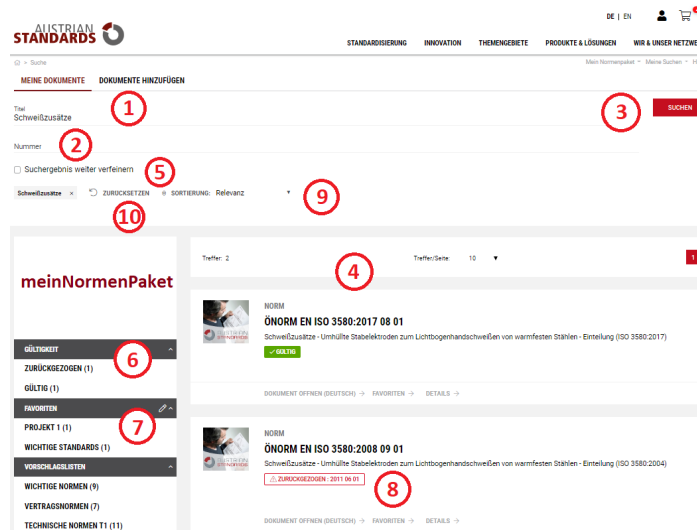 DE | EN
AUSTRIAN
STANDARDS
STANDARDISIERUNG INNOVATION THEMENGEBIETE PRODUKTE & LÖSUNGEN WIR & UNSER NETZWE
> Suche
Mein Normenpaket Meine Suchen H
MEINE DOKUMENTE DOKUMENTE HINZUFÜGEN
1
Titel
Schweißzusätze
3
SUCHEN
Nummer
2
Suchergebnis weiter verfeinern
5
Schweißzusätze × ZURÜCKSETZEN SORTIERUNG: Relevanz
9
10
meinNormenPaket
Treffer: 2 Treffer/Seite: 10 1
4
NORM
ÖNORM EN ISO 3580:2017 08 01
Schweißzusätze - Umhüllte Stabelektroden zum Lichtbogenhandschweißen von warmfesten Stählen - Einteilung (ISO 3580:2017)
GÜLTIG
DOKUMENT ÖFFNEN (DEUTSCH) → FAVORITEN → DETAILS →
GÜLTIGKEIT
6
ZURÜCKGEZOGEN (1)
GÜLTIG (1)
FAVORITEN
7
PROJEKT 1 (1)
WICHTIGE STANDARDS (1)
VORSCHLAGSLISTEN
WICHTIGE NORMEN (9)
VERTRAGSNORMEN (7)
TECHNISCHE NORMEN T1 (11)
NORM
ÖNORM EN ISO 3580:2008 09 01
Schweißzusätze - Umhüllte Stabelektroden zum Lichtbogenhandschweißen von warmfesten Stählen - Einteilung (ISO 3580:2004)
ZURÜCKGEZOGEN : 2011 06 01
8
DOKUMENT ÖFFNEN (DEUTSCH) → FAVORITEN → DETAILS →